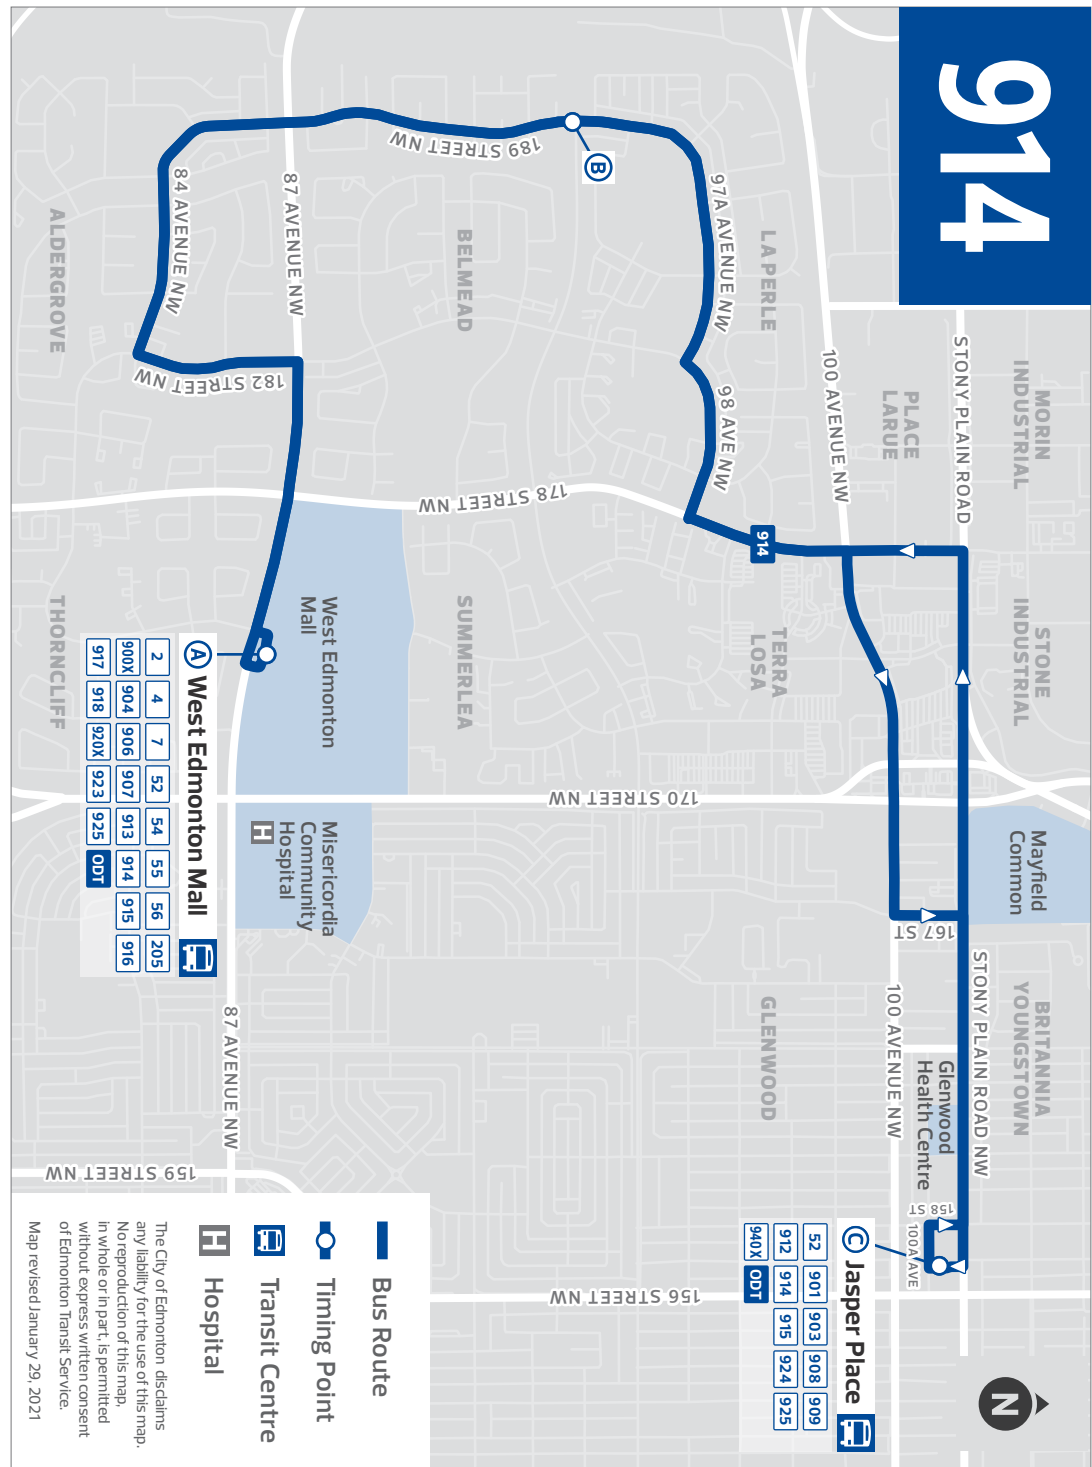 914
MORIN
INDUSTRIAL
STONE
INDUSTRIAL
Mayfield
Common
BRITANNIA
YOUNGSTOWN
STONY PLAIN ROAD
STONY PLAIN ROAD NW
PLACE
LARUE
Glenwood
Health Centre
167 ST
158 ST
100A AVE
100 AVENUE NW
100 AVENUE NW
C Jasper Place
52 901 903 908 909
912 914 915 924 925
940X ODT
LA PERLE
97A AVENUE NW
98 AVE NW
914
TERRA
LOSA
GLENWOOD
B
189 STREET NW
178 STREET NW
170 STREET NW
156 STREET NW
BELMEAD
SUMMERLEA
87 AVENUE NW
West Edmonton
Mall
Misericordia
Community
Hospital
H
87 AVENUE NW
182 STREET NW
84 AVENUE NW
159 STREET NW
A West Edmonton Mall
2 4 7 52 54 55 56 205
900X 904 906 907 913 914 915 916
917 918 920X 923 925 ODT
ALDERGROVE
THORNCLIFF
N
Bus Route
Timing Point
Transit Centre
H Hospital
The City of Edmonton disclaims
any liability for the use of this map.
No reproduction of this map,
in whole or in part, is permitted
without express written consent
of Edmonton Transit Service.
Map revised January 29, 2021